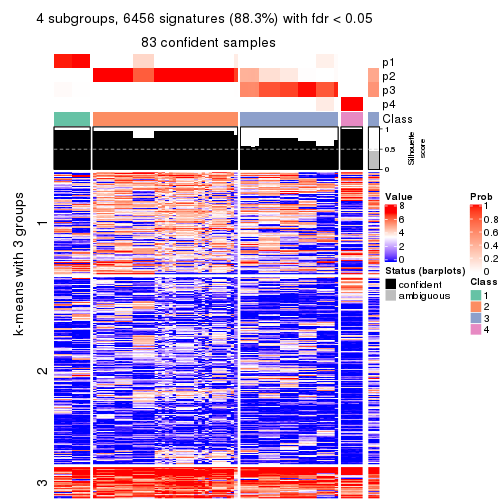 4 subgroups, 6456 signatures (88.3%) with fdr < 0.05
83 confident samples
p1
p2
p3
p4
Class
1
0.5
0
Silhouette
score
k-means with 3 groups
1
2
3
Value
8
6
4
2
0
Status (barplots)
confident
ambiguous
Prob
1
0.8
0.6
0.4
0.2
0
Class
1
2
3
4